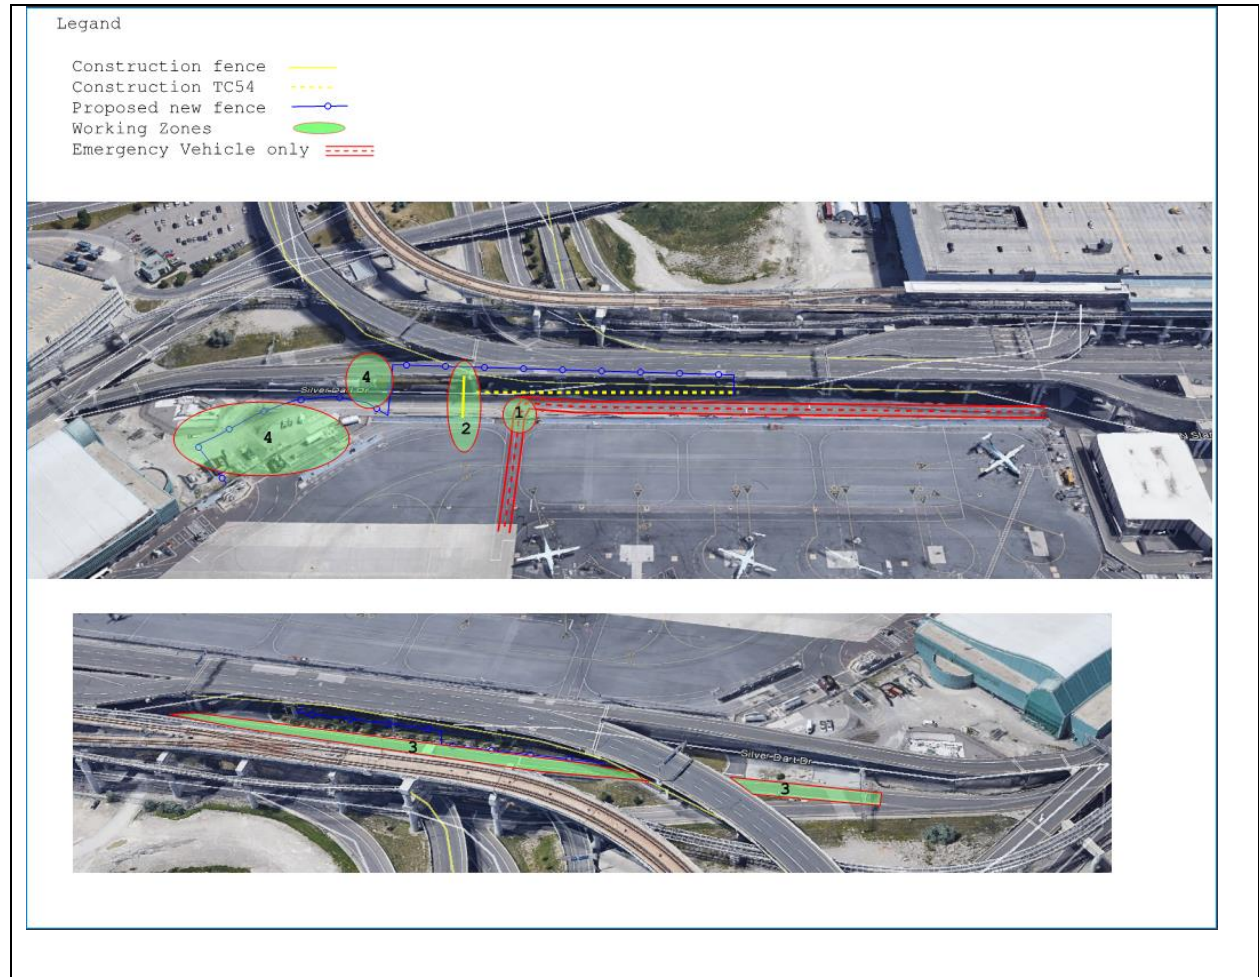 Legand
Construction fence
Construction TC54
Proposed new fence
Working Zones
Emergency Vehicle only
4
Silver Dart Dr
1
4
2
3
Silver Dart Dr
3